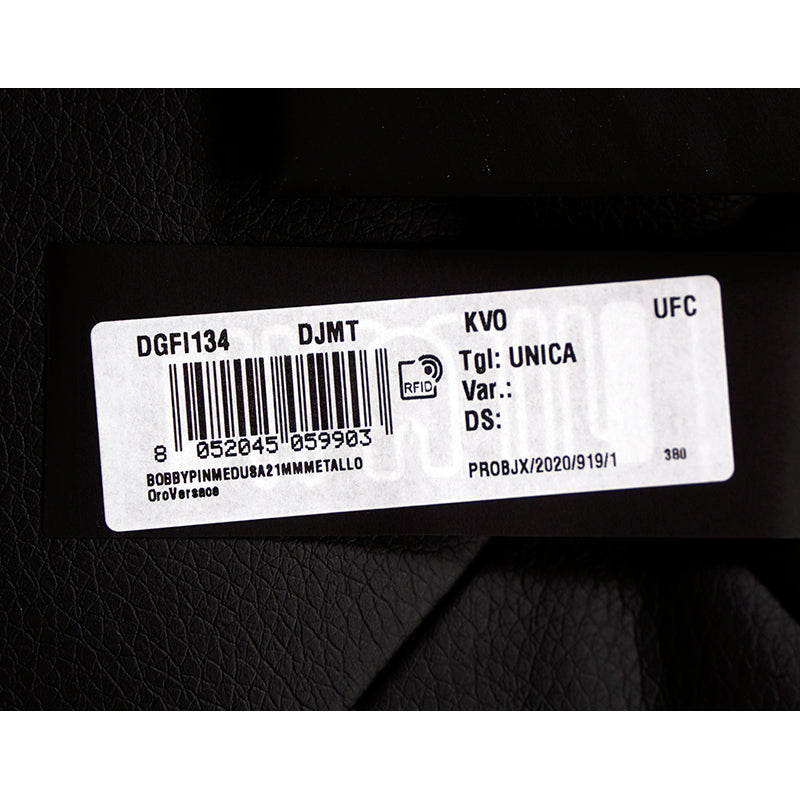 DGFI134 DJMT KVO UFC
RFID
Tgl: UNICA
Var.:
DS:
8 052045 059903
BOBBYPINMEDUSA21MMMETALLO
OroVersace
PROBJX/2020/919/1 380